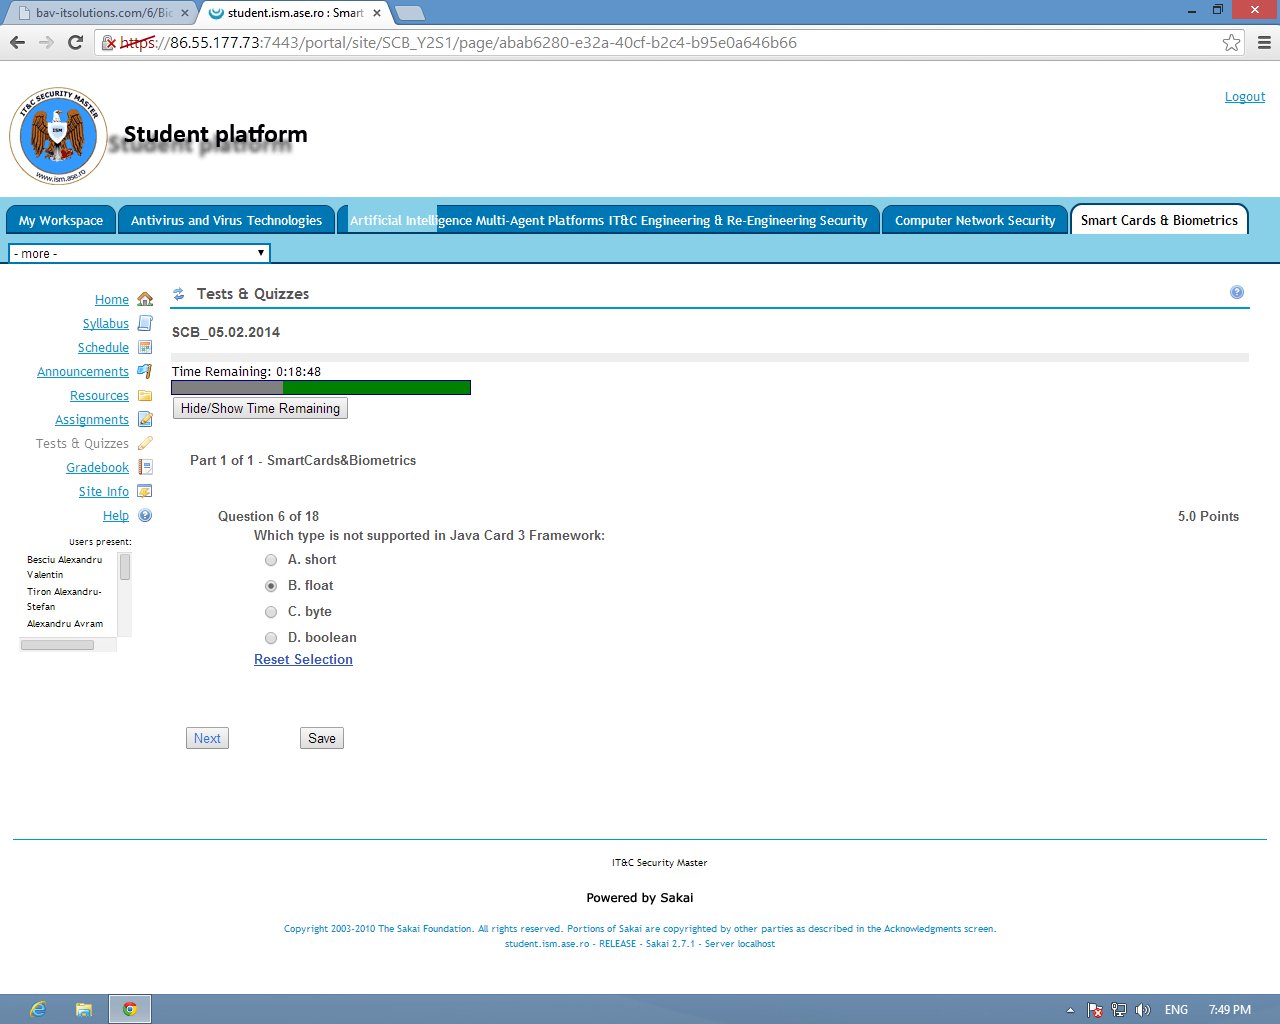 bav-itsolutions.com/6/Bio
student.ism.ase.ro : Smart
https://86.55.177.73:7443/portal/site/SCB_Y2S1/page/abab6280-e32a-40cf-b2c4-b95e0a646b66
IT&C SECURITY MASTER
ISM
www.ism.ase.ro
Student platform
Logout
My Workspace
Antivirus and Virus Technologies
Artificial Intelligence Multi-Agent Platforms IT&C Engineering & Re-Engineering Security
Computer Network Security
Smart Cards & Biometrics
- more -
Home
Syllabus
Schedule
Announcements
Resources
Assignments
Tests & Quizzes
Gradebook
Site Info
Help
Users present:
Besciu Alexandru
Valentin
Tiron Alexandru-
Stefan
Alexandru Avram
Tests & Quizzes
SCB_05.02.2014
Time Remaining: 0:18:48
Hide/Show Time Remaining
Part 1 of 1 - SmartCards&Biometrics
Question 6 of 18
5.0 Points
Which type is not supported in Java Card 3 Framework:
A. short
B. float
C. byte
D. boolean
Reset Selection
Next
Save
IT&C Security Master
Powered by Sakai
Copyright 2003-2010 The Sakai Foundation. All rights reserved. Portions of Sakai are copyrighted by other parties as described in the Acknowledgments screen.
student.ism.ase.ro - RELEASE - Sakai 2.7.1 - Server localhost
ENG
7:49 PM